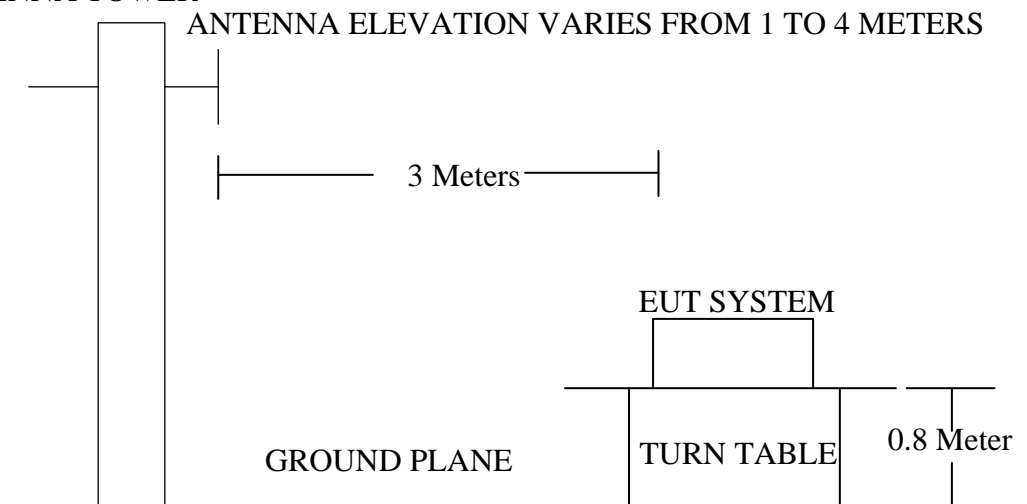 ANTENNA ELEVATION VARIES FROM 1 TO 4 METERS
3 Meters
EUT SYSTEM
TURN TABLE
0.8 Meter
GROUND PLANE